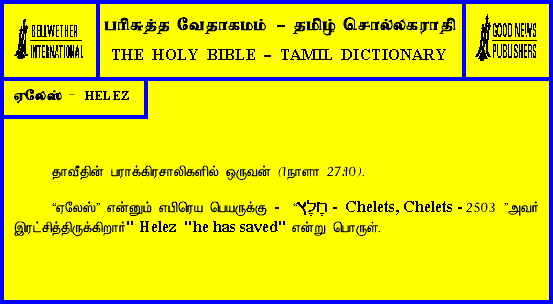 BELLWETHER
INTERNATIONAL
பரிசுத்த வேதாகமம் – தமிழ் சொல்லகராதி
THE HOLY BIBLE – TAMIL DICTIONARY
GOOD NEWS
PUBLISHERS
ஏலேஸ் – HELEZ
தாவீதின் பராக்கிரசாலிகளில் ஒருவன் (1நாளா 27:10).
“ஏலேஸ்” என்னும் எபிரெய பெயருக்கு - “חָלֶץ - Chelets, Chelets - 2503 ”அவர்
இரட்சித்திருக்கிறார்" Helez "he has saved" என்று பொருள்.